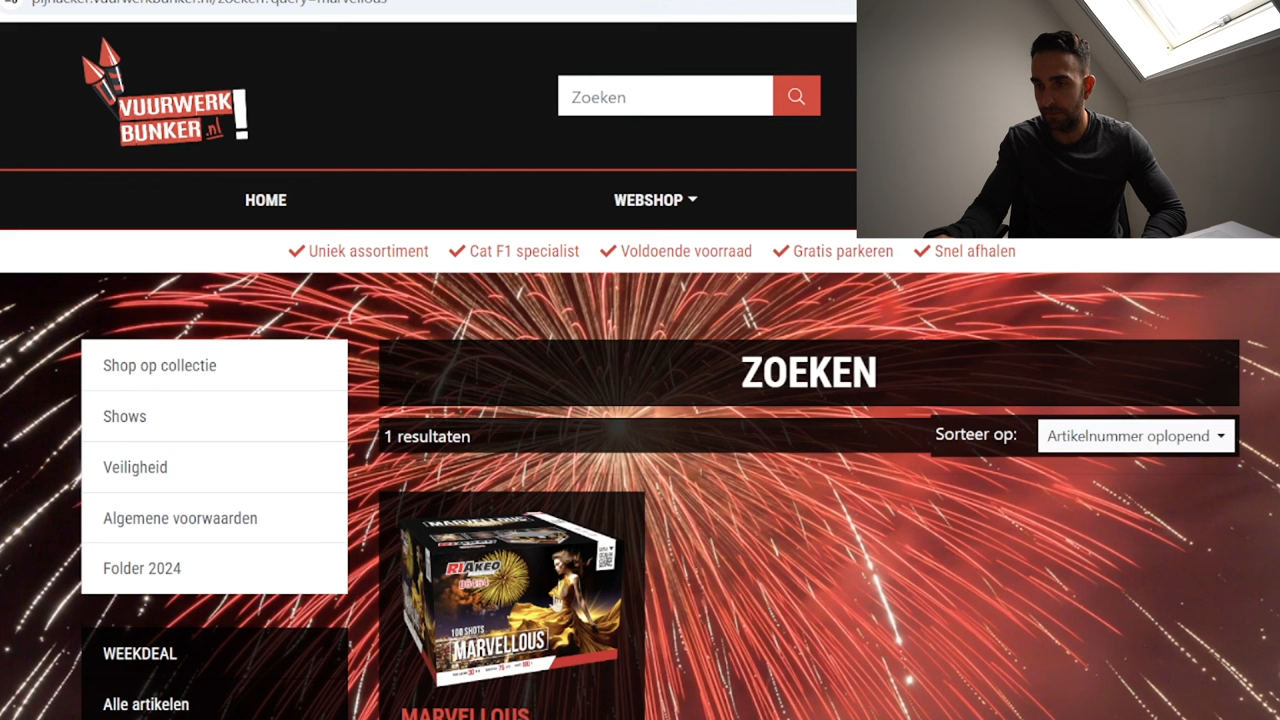 pijnacker.vuurwerkbunker.nl/zoeken?query=marvellous
VUURWERK
BUNKER.nl!
Zoeken
HOME
WEBSHOP
Uniek assortiment
Cat F1 specialist
Voldoende voorraad
Gratis parkeren
Snel afhalen
Shop op collectie
Shows
Veiligheid
Algemene voorwaarden
Folder 2024
WEEKDEAL
Alle artikelen
ZOEKEN
1 resultaten
Sorteer op:
Artikelnummer oplopend
MARVELLOUS
RIAKEO
100 SHOTS
MARVELLOUS
MARVELLOUS